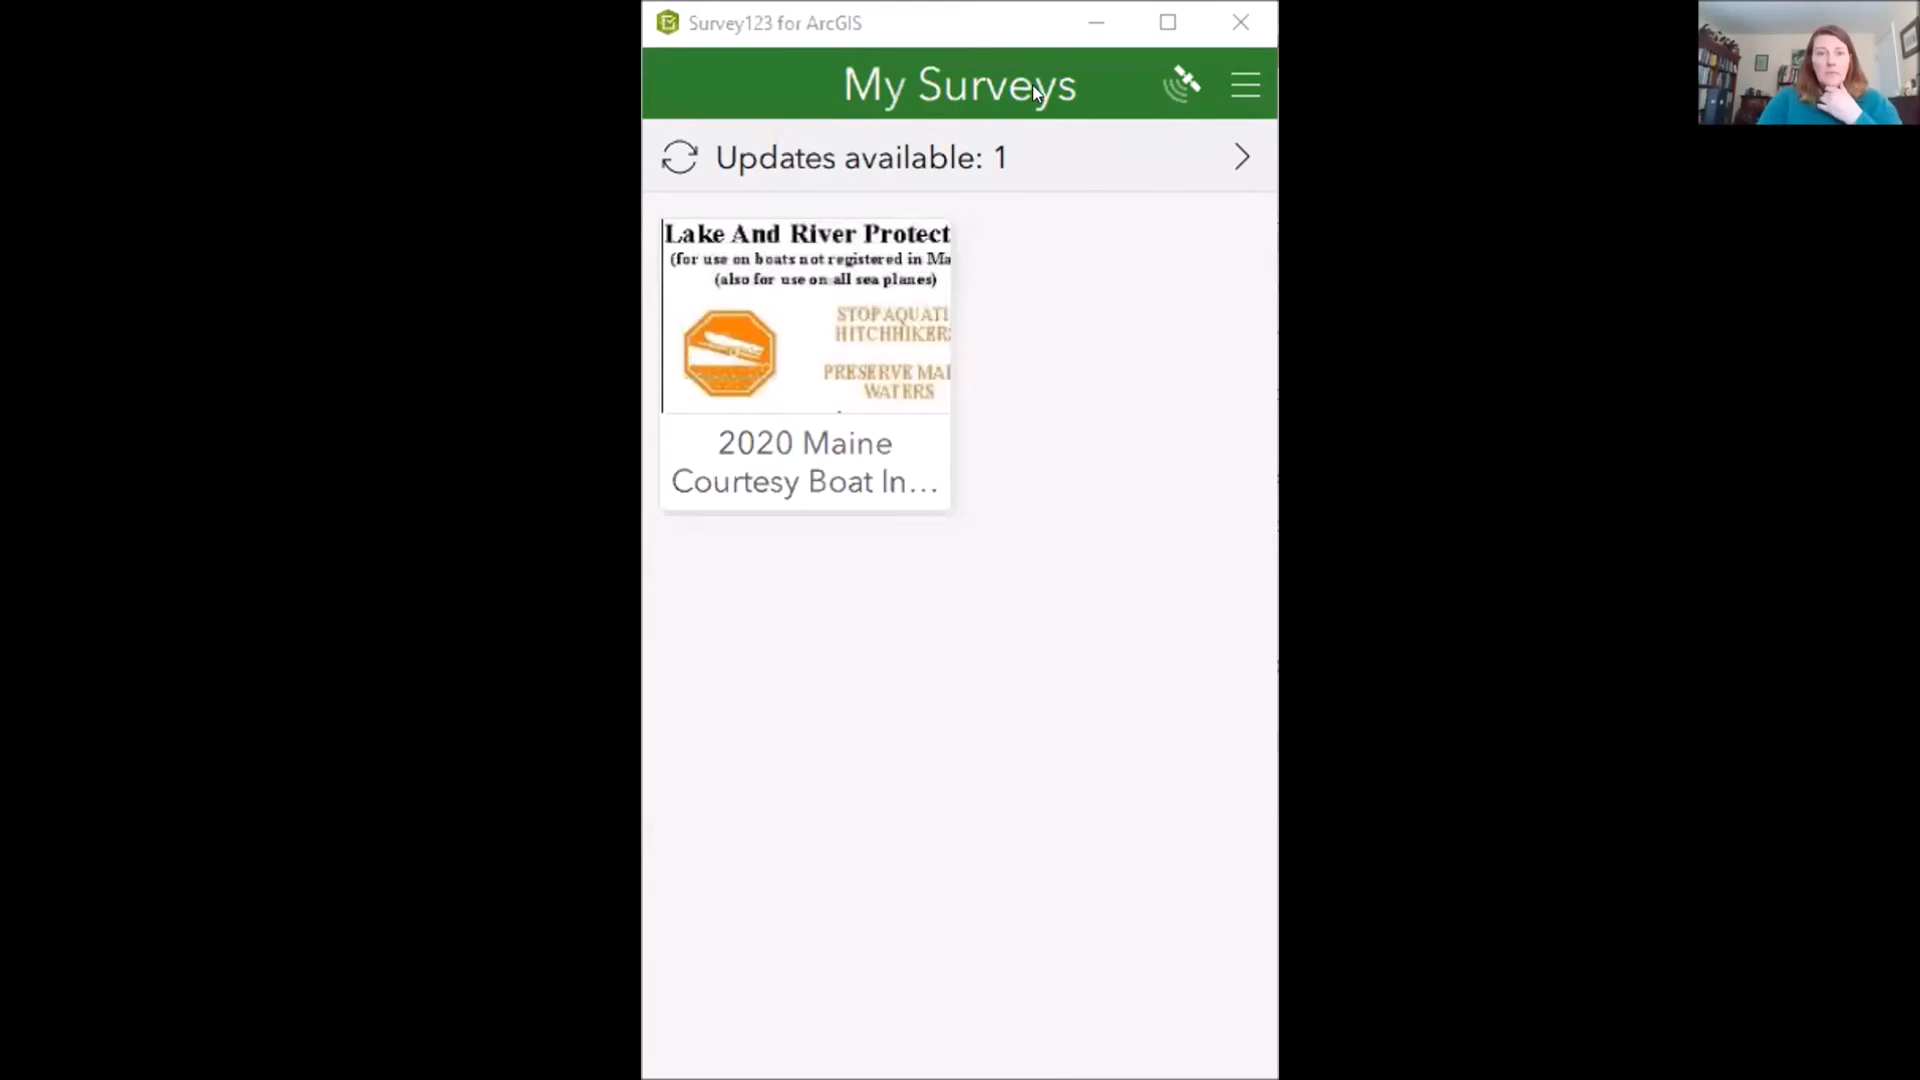 Survey123 for ArcGIS
My Surveys
Updates available: 1
Lake And River Protect
(for use on boats not registered in Ma
(also for use on all sea planes)
STOP AQUATI
HITCHHIKER
PRESERVE MAI
WATERS
2020 Maine
Courtesy Boat In...